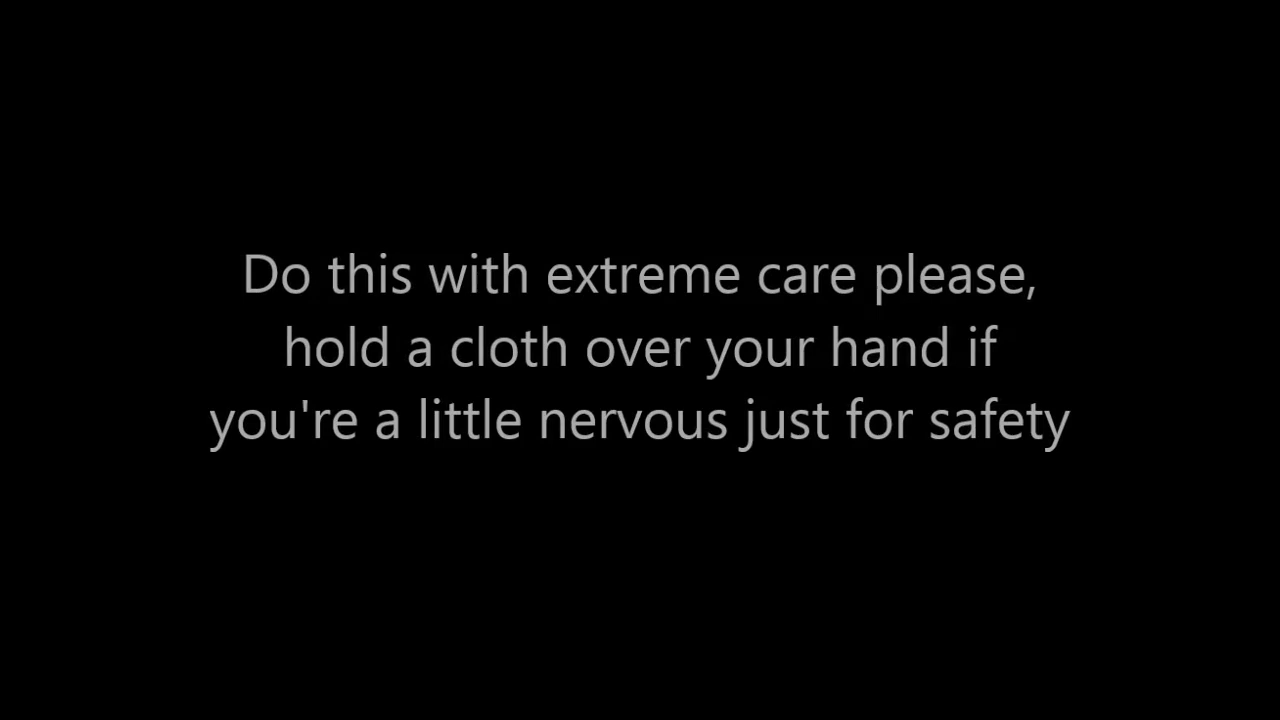 Do this with extreme care please,
hold a cloth over your hand if
you're a little nervous just for safety